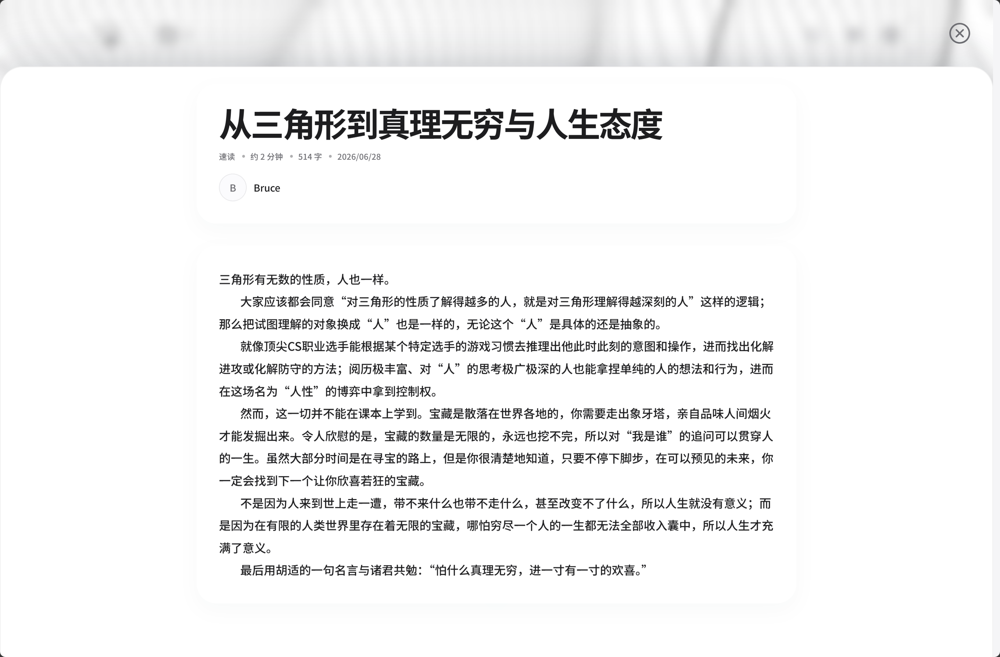 从三角形到真理无穷与人生态度
速读 • 约 2 分钟 • 514 字 • 2026/06/28
B Bruce
三角形有无数的性质，人也一样。
大家应该都会同意“对三角形的性质了解得越多的人，就是对三角形理解得越深刻的人”这样的逻辑；
那么把试图理解的对象换成“人”也是一样的，无论这个“人”是具体的还是抽象的。
就像顶尖CS职业选手能根据某个特定选手的游戏习惯去推理出他此时此刻的意图和操作，进而找出化解
进攻或化解防守的方法；阅历极丰富、对“人”的思考极广极深的人也能拿捏单纯的人的想法和行为，进而
在这场名为“人性”的博弈中拿到控制权。
然而，这一切并不能在课本上学到。宝藏是散落在世界各地的，你需要走出象牙塔，亲自品味人间烟火
才能发掘出来。令人欣慰的是，宝藏的数量是无限的，永远也挖不完，所以对“我是谁”的追问可以贯穿人
的一生。虽然大部分时间是在寻宝的路上，但是你很清楚地知道，只要不停下脚步，在可以预见的未来，你
一定会找到下一个让你欣喜若狂的宝藏。
不是因为人来到世上走一遭，带不来什么也带不走什么，甚至改变不了什么，所以人生就没有意义；而
是因为在有限的人类世界里存在着无限的宝藏，哪怕穷尽一个人的一生都无法全部收入囊中，所以人生才充
满了意义。
最后用胡适的一句名言与诸君共勉：“怕什么真理无穷，进一寸有一寸的欢喜。”